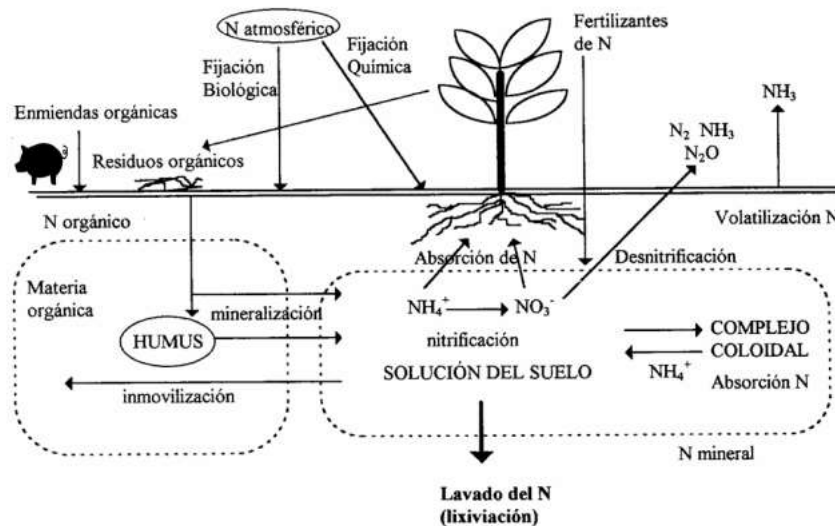 N atmosférico
Fijación
Química
Fertilizantes
de N
Fijación
Biológica
Enmiendas orgánicas
NH₃
N₂ NH₃
N₂O
Residuos orgánicos
N orgánico
Volatilización N
Absorción de N
Desnitrificación
Materia
orgánica
mineralización
NH₄⁺
NO₃⁻
HUMUS
nitrificación
COMPLEJO
COLOIDAL
SOLUCIÓN DEL SUELO
NH₄⁺
Absorción N
inmovilización
N mineral
Lavado del N
(lixiviación)